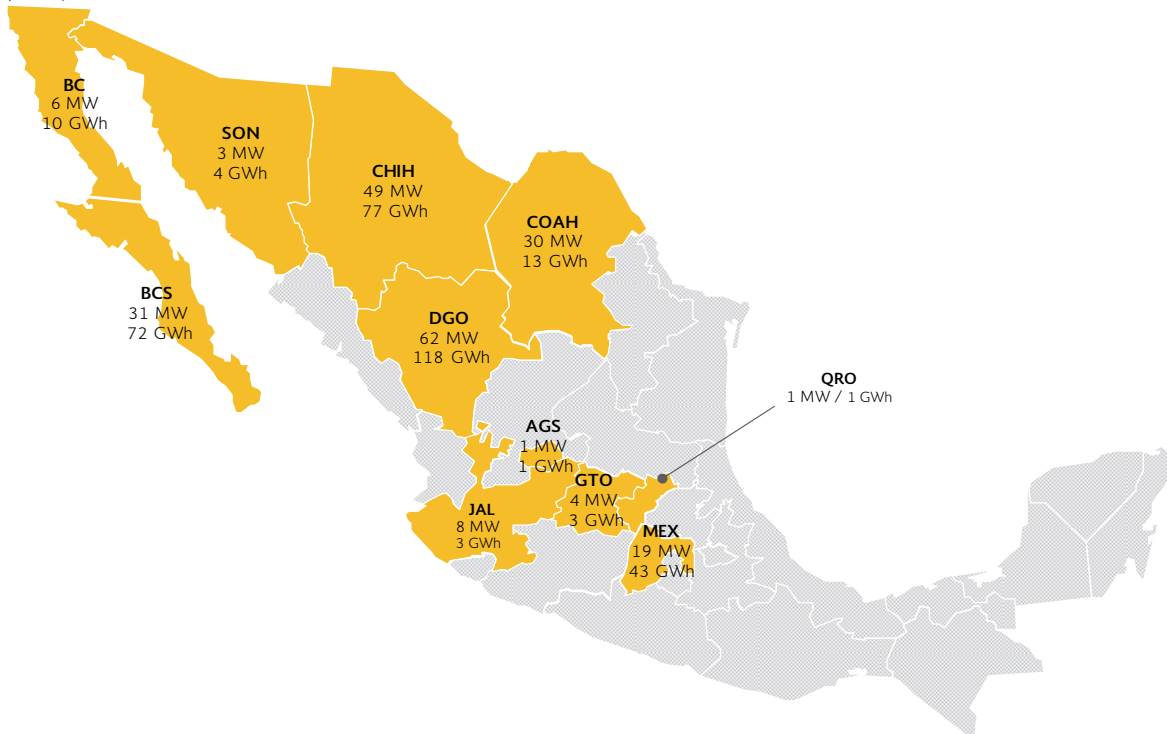 BC
6 MW
10 GWh
SON
3 MW
4 GWh
CHIH
49 MW
77 GWh
COAH
30 MW
13 GWh
BCS
31 MW
72 GWh
DGO
62 MW
118 GWh
QRO
1 MW / 1 GWh
AGS
1 MW
1 GWh
GTO
4 MW
3 GWh
JAL
8 MW
3 GWh
MEX
19 MW
43 GWh